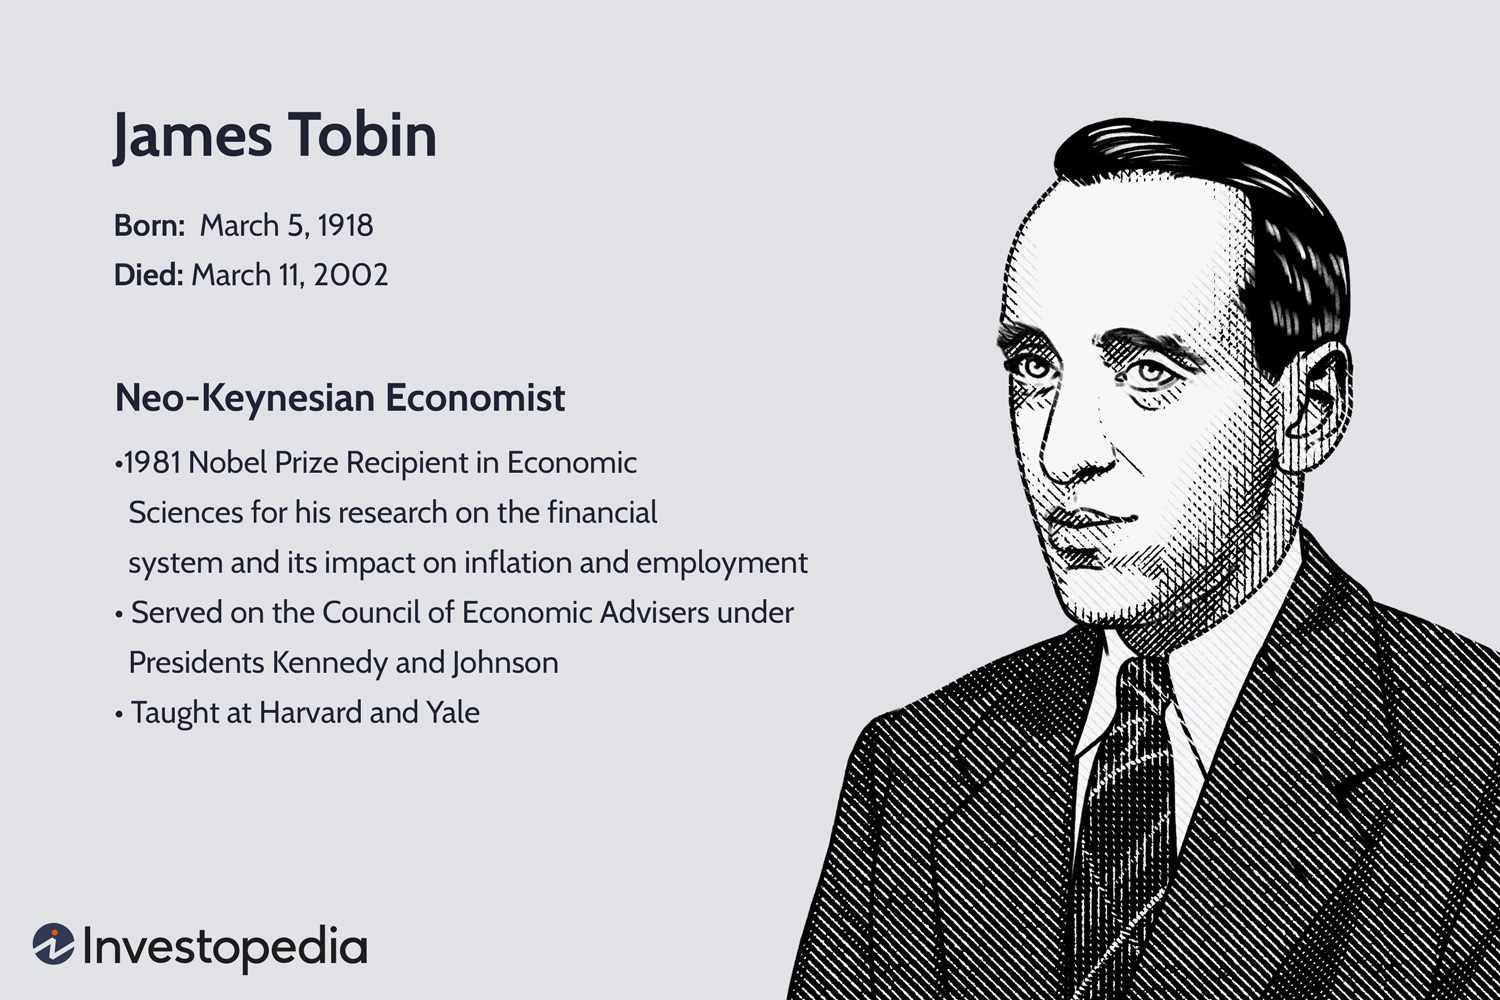 James Tobin
Born: March 5, 1918
Died: March 11, 2002
Neo-Keynesian Economist
•1981 Nobel Prize Recipient in Economic
Sciences for his research on the financial
system and its impact on inflation and employment
• Served on the Council of Economic Advisers under
Presidents Kennedy and Johnson
• Taught at Harvard and Yale
Investopedia